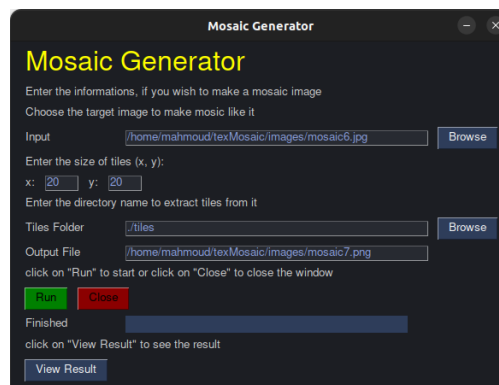 Mosaic Generator
Mosaic Generator
Enter the informations, if you wish to make a mosaic image
Choose the target image to make mosic like it
Input /home/mahmoud/texMosaic/images/mosaic6.jpg Browse
Enter the size of tiles (x, y):
x: 20 y: 20
Enter the directory name to extract tiles from it
Tiles Folder ./tiles Browse
Output File /home/mahmoud/texMosaic/images/mosaic7.png
click on "Run" to start or click on "Close" to close the window
Run Close
Finished
click on "View Result" to see the result
View Result